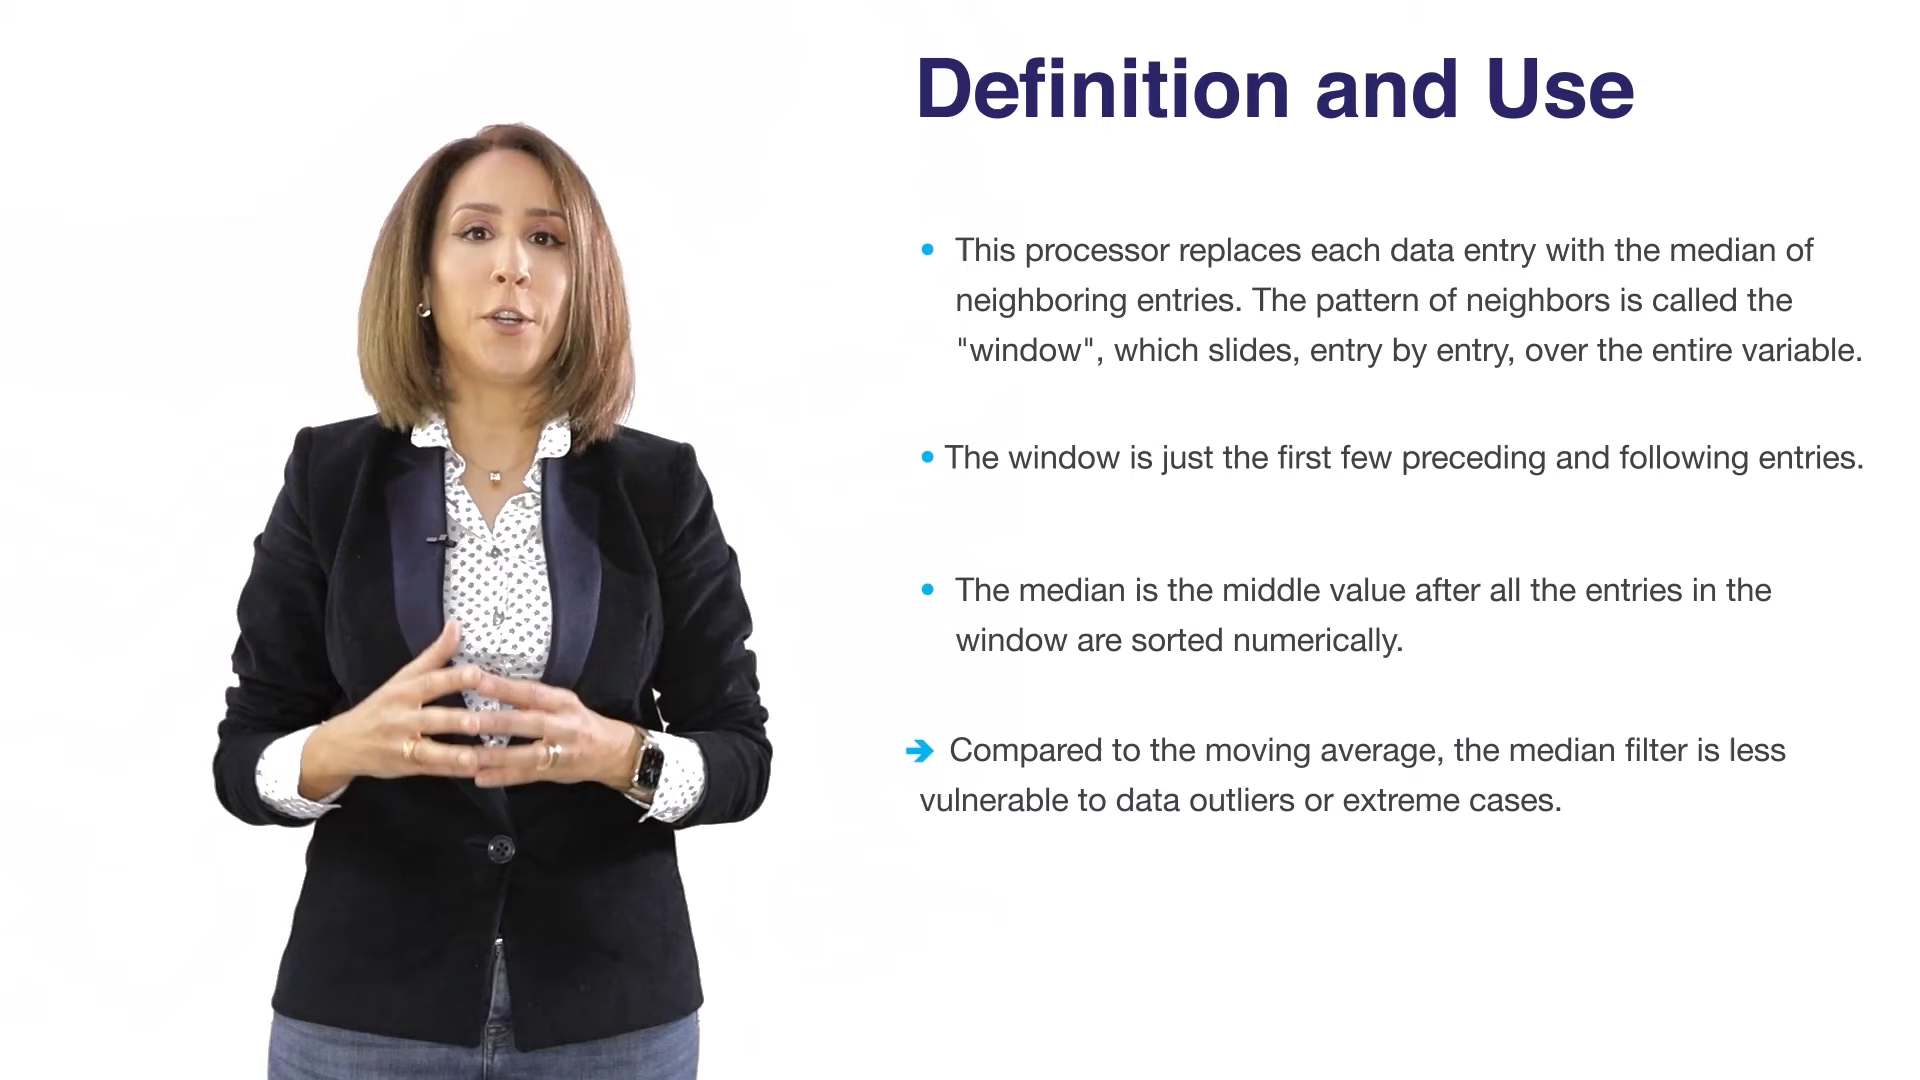 Definition and Use
• This processor replaces each data entry with the median of
neighboring entries. The pattern of neighbors is called the
"window", which slides, entry by entry, over the entire variable.
• The window is just the first few preceding and following entries.
• The median is the middle value after all the entries in the
window are sorted numerically.
➔ Compared to the moving average, the median filter is less
vulnerable to data outliers or extreme cases.